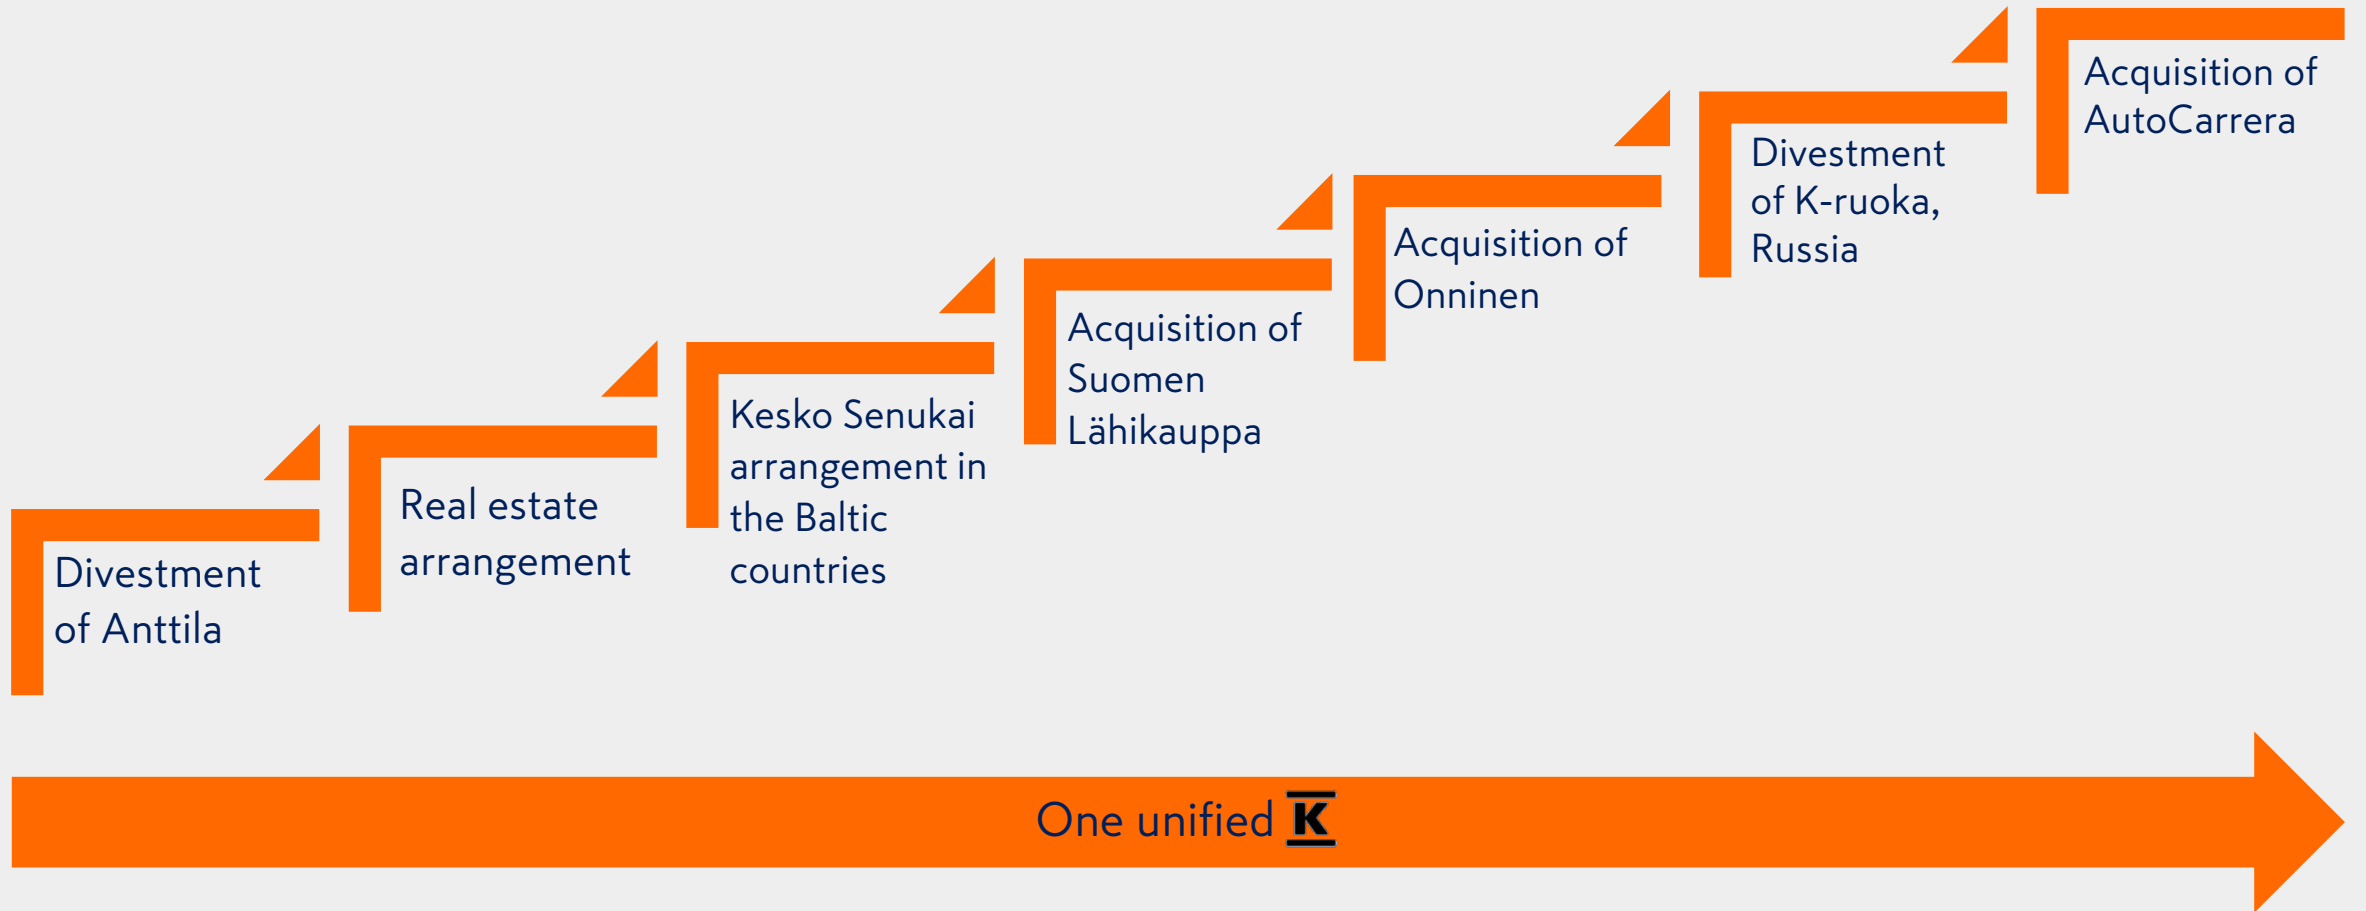 Divestment
of Anttila
Real estate
arrangement
Kesko Senukai
arrangement in
the Baltic
countries
Acquisition of
Suomen
Lähikauppa
Acquisition of
Onninen
Divestment
of K-ruoka,
Russia
Acquisition of
AutoCarrera
One unified K